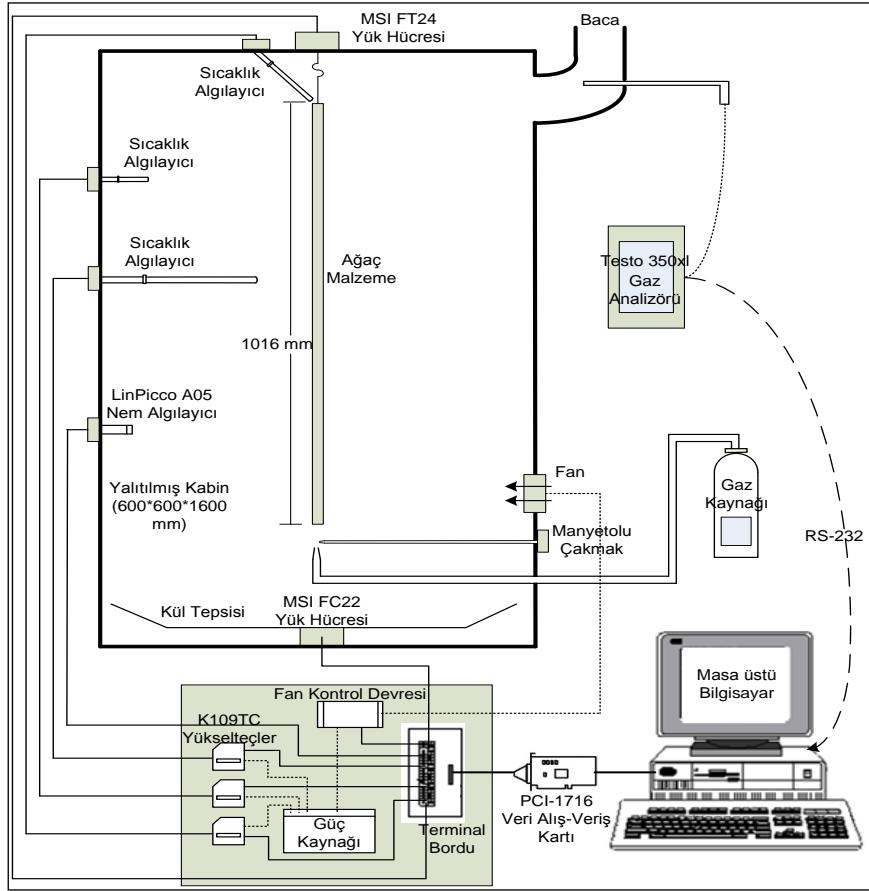 MSI FT24
Yük Hücresi
Baca
Sıcaklık
Algılayıcı
Sıcaklık
Algılayıcı
Sıcaklık
Algılayıcı
Ağaç
Malzeme
Testo 350xl
Gaz
Analizörü
1016 mm
LinPicco A05
Nem Algılayıcı
Yalıtılmış Kabin
(600*600*1600
mm)
Fan
Gaz
Kaynağı
Manyetolu
Çakmak
RS-232
MSI FC22
Yük Hücresi
Kül Tepsisi
Masa üstü
Bilgisayar
Fan Kontrol Devresi
K109TC
Yükselteçler
Güç
Kaynağı
Terminal
Bordu
PCI-1716
Veri Alış-Veriş
Kartı